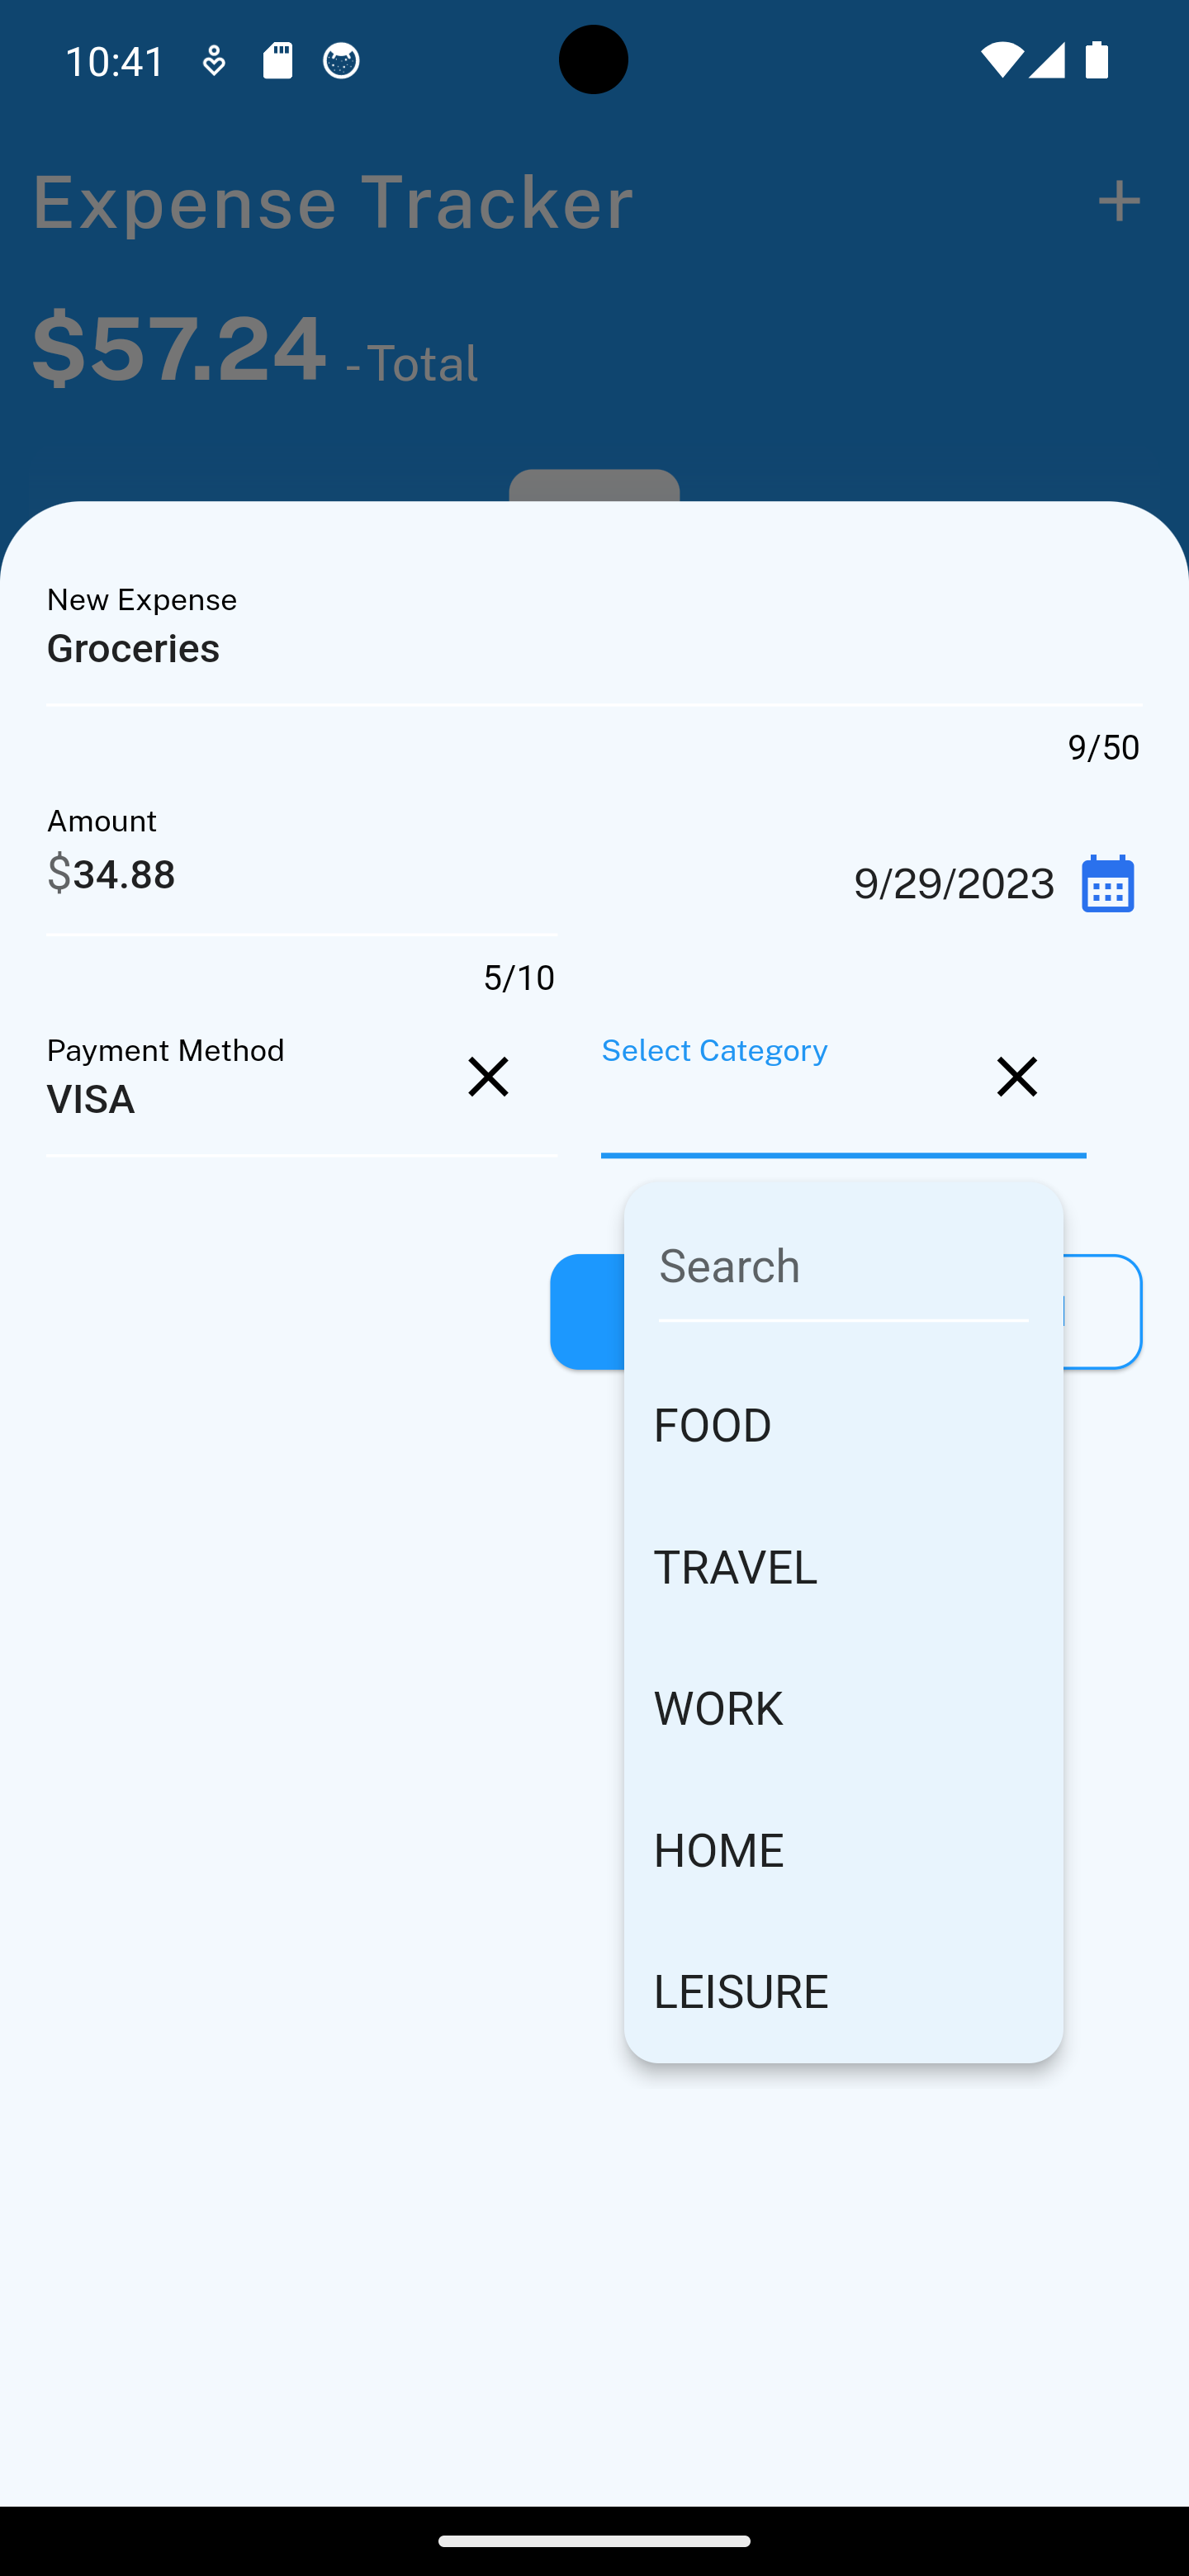 10:41
Expense Tracker
$57.24 - Total
New Expense
Groceries
9/50
Amount
$34.88
9/29/2023
5/10
Payment Method
VISA
Select Category
Search
FOOD
TRAVEL
WORK
HOME
LEISURE